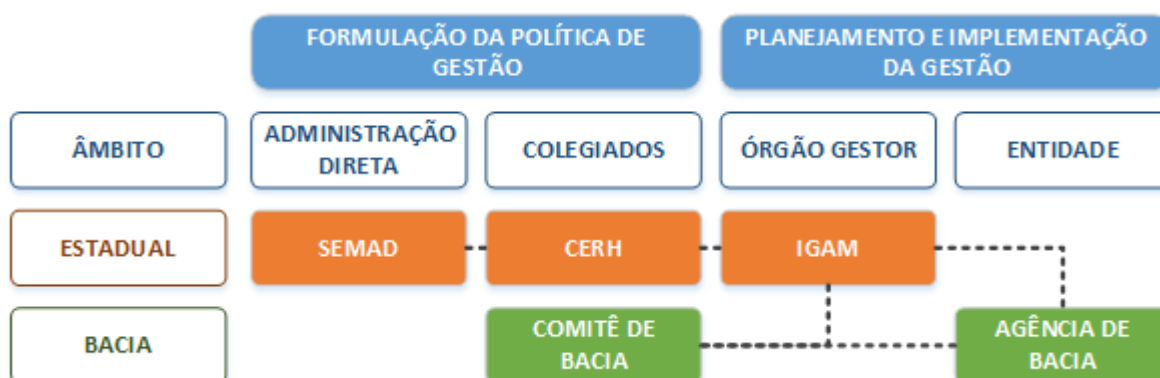 FORMULAÇÃO DA POLÍTICA DE
GESTÃO
PLANEJAMENTO E IMPLEMENTAÇÃO
DA GESTÃO
ÂMBITO
ADMINISTRAÇÃO
DIRETA
COLEGIADOS
ÓRGÃO GESTOR
ENTIDADE
ESTADUAL
SEMAD
CERH
IGAM
BACIA
COMITÊ DE
BACIA
AGÊNCIA DE
BACIA